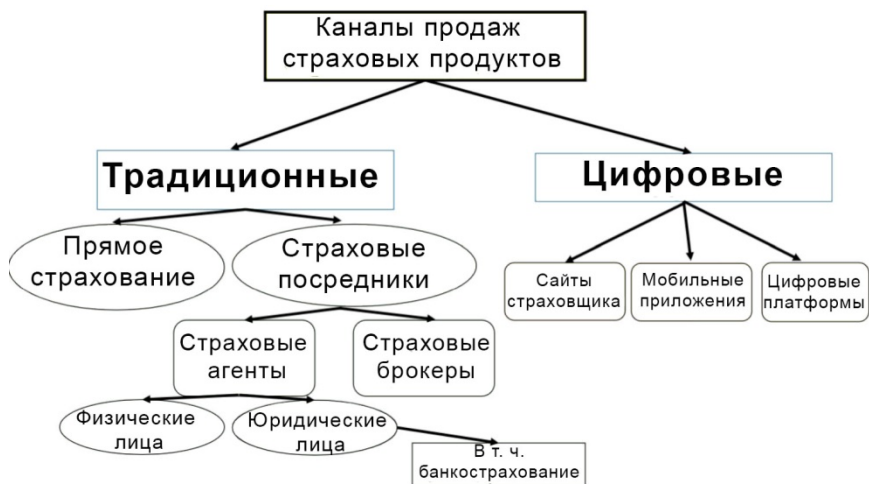 Каналы продаж
страховых продуктов
Традиционные
Цифровые
Прямое
страхование
Страховые
посредники
Сайты
страховщика
Мобильные
приложения
Цифровые
платформы
Страховые
агенты
Страховые
брокеры
Физические
лица
Юридические
лица
В т. ч.
банкострахование